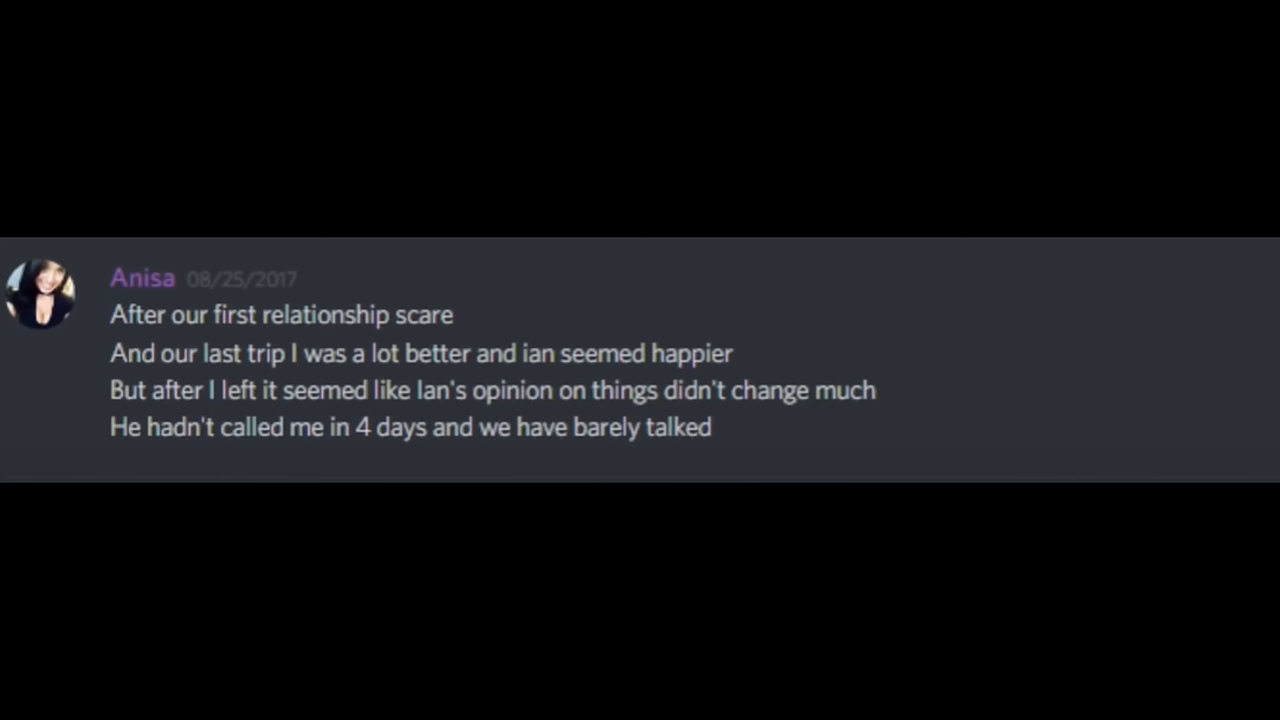 Anisa 08/25/2017
After our first relationship scare
And our last trip I was a lot better and ian seemed happier
But after I left it seemed like Ian's opinion on things didn't change much
He hadn't called me in 4 days and we have barely talked